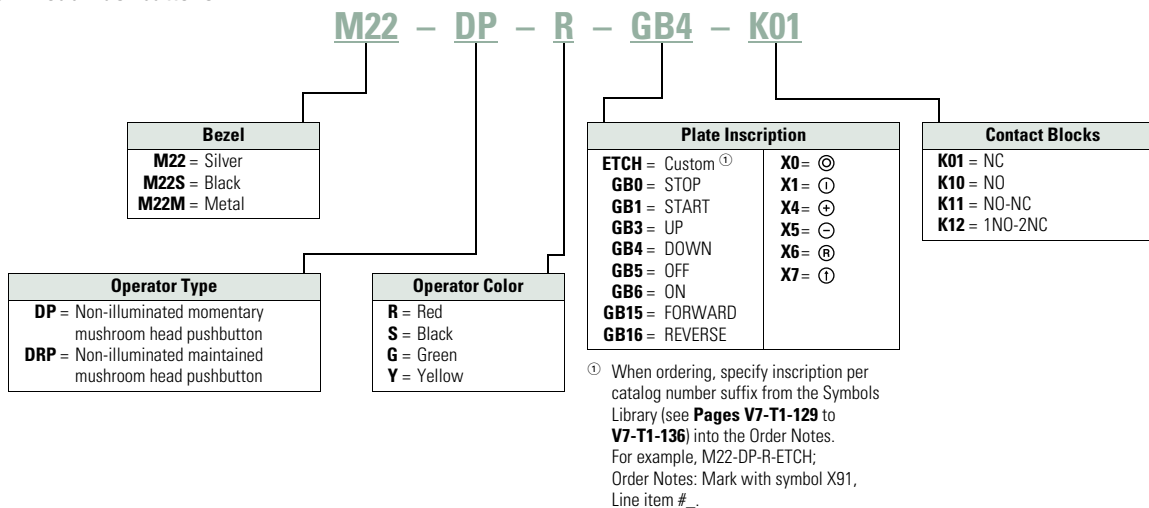 M22 – DP – R – GB4 – K01
Bezel
M22 = Silver
M22S = Black
M22M = Metal
Operator Type
DP = Non-illuminated momentary
mushroom head pushbutton
DRP = Non-illuminated maintained
mushroom head pushbutton
Operator Color
R = Red
S = Black
G = Green
Y = Yellow
Plate Inscription
ETCH = Custom ①
GB0 = STOP
GB1 = START
GB3 = UP
GB4 = DOWN
GB5 = OFF
GB6 = ON
GB15 = FORWARD
GB16 = REVERSE
X0 = ◎
X1 = Ⓘ
X4 = ⊕
X5 = ⊖
X6 = Ⓡ
X7 = ↑
Contact Blocks
K01 = NC
K10 = NO
K11 = NO-NC
K12 = 1NO-2NC
① When ordering, specify inscription per
catalog number suffix from the Symbols
Library (see Pages V7-T1-129 to
V7-T1-136) into the Order Notes.
For example, M22-DP-R-ETCH;
Order Notes: Mark with symbol X91,
Line item #_.